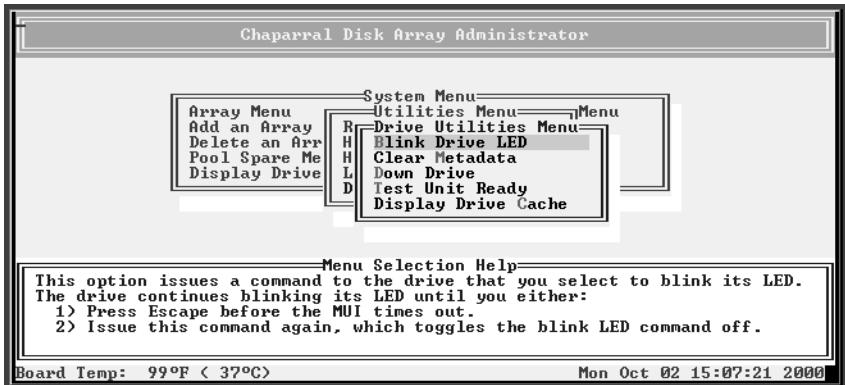 Chaparral Disk Array Administrator
System Menu
Array Menu
Add an Array
Delete an Arr
Pool Spare Me
Display Drive
Utilities Menu
Menu
R
H
H
L
D
Drive Utilities Menu
Blink Drive LED
Clear Metadata
Down Drive
Test Unit Ready
Display Drive Cache
Menu Selection Help
This option issues a command to the drive that you select to blink its LED.
The drive continues blinking its LED until you either:
1) Press Escape before the MUI times out.
2) Issue this command again, which toggles the blink LED command off.
Board Temp: 99ºF ( 37ºC)
Mon Oct 02 15:07:21 2000